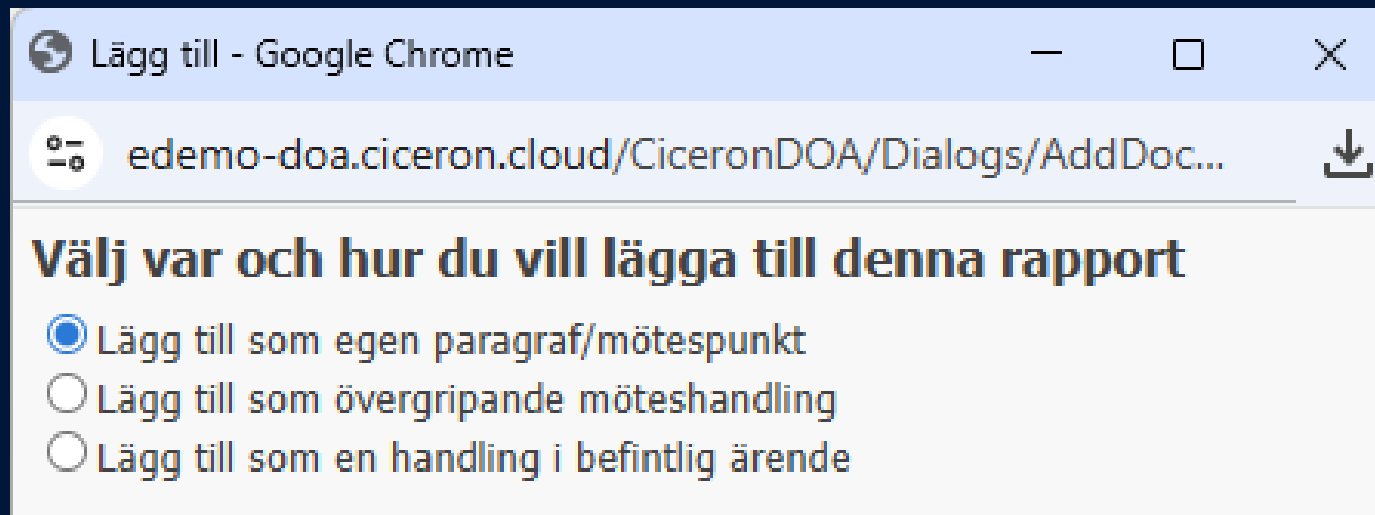 Lägg till - Google Chrome
edemo-doa.ciceron.cloud/CiceronDOA/Dialogs/AddDoc...
Välj var och hur du vill lägga till denna rapport
Lägg till som egen paragraf/mötespunkt
Lägg till som övergripande möteshandling
Lägg till som en handling i befintlig ärende